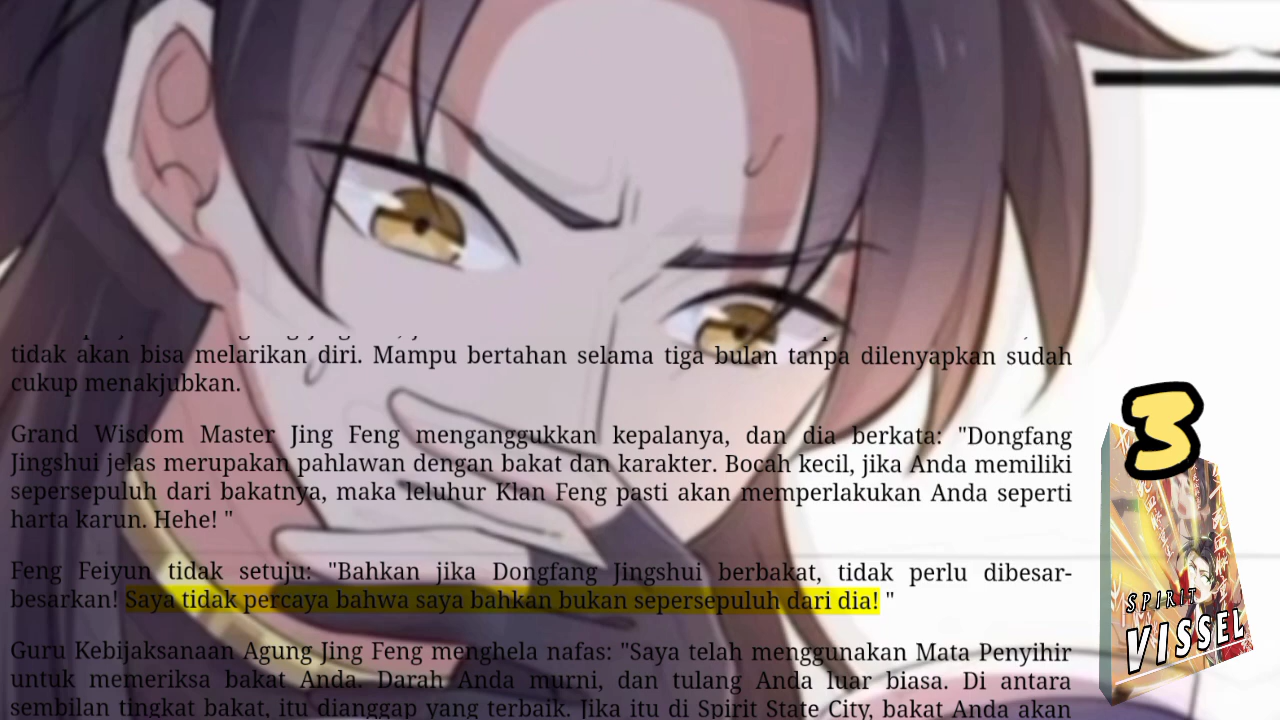 tidak akan bisa melarikan diri. Mampu bertahan selama tiga bulan tanpa dilenyapkan sudah
cukup menakjubkan.
Grand Wisdom Master Jing Feng menganggukkan kepalanya, dan dia berkata: "Dongfang
Jingshui jelas merupakan pahlawan dengan bakat dan karakter. Bocah kecil, jika Anda memiliki
sepersepuluh dari bakatnya, maka leluhur Klan Feng pasti akan memperlakukan Anda seperti
harta karun. Hehe! "
Feng Feiyun tidak setuju: "Bahkan jika Dongfang Jingshui berbakat, tidak perlu dibesar-
besarkan! Saya tidak percaya bahwa saya bahkan bukan sepersepuluh dari dia! "
Guru Kebijaksanaan Agung Jing Feng menghela nafas: "Saya telah menggunakan Mata Penyihir
untuk memeriksa bakat Anda. Darah Anda murni, dan tulang Anda luar biasa. Di antara
sembilan tingkat bakat, itu dianggap yang terbaik. Jika itu di Spirit State City, bakat Anda akan
3
SPIRIT
VISSEL